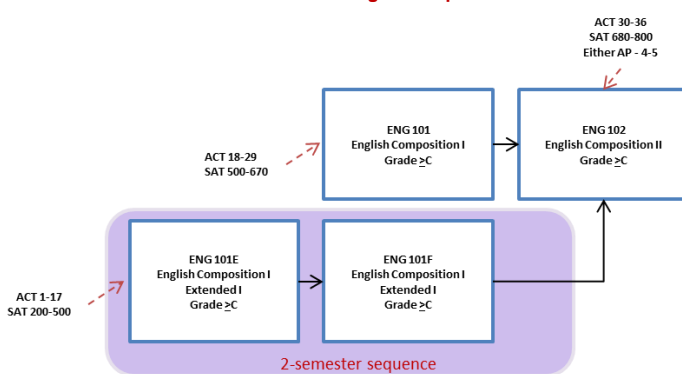 ACT 30-36
SAT 680-800
Either AP - 4-5
ENG 101
English Composition I
Grade ≥C
ENG 102
English Composition II
Grade ≥C
ACT 18-29
SAT 500-670
ENG 101E
English Composition I
Extended I
Grade ≥C
ENG 101F
English Composition I
Extended I
Grade ≥C
ACT 1-17
SAT 200-500
2-semester sequence